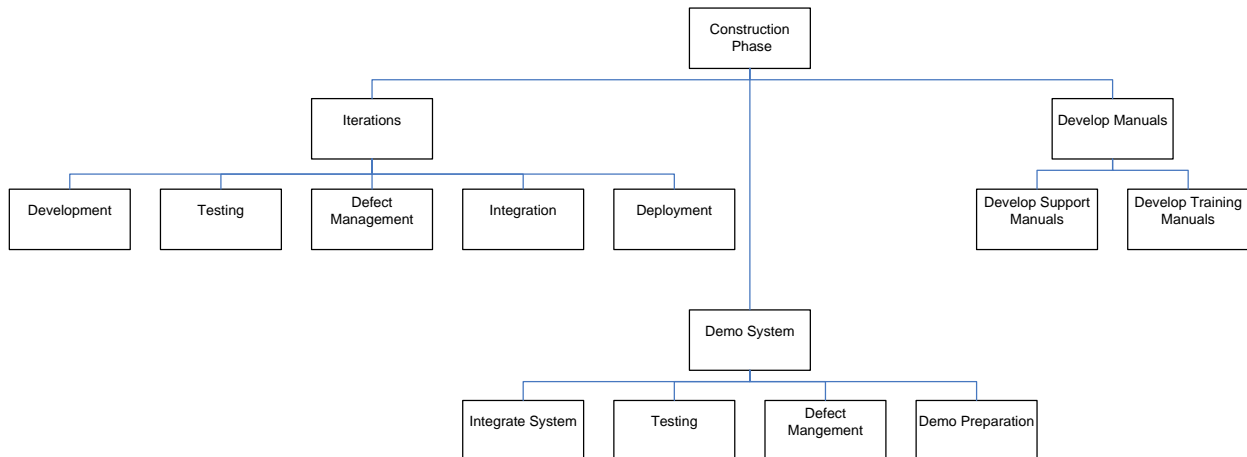 Construction
Phase
Iterations
Develop Manuals
Development
Testing
Defect
Management
Integration
Deployment
Develop Support
Manuals
Develop Training
Manuals
Demo System
Integrate System
Testing
Defect
Mangement
Demo Preparation